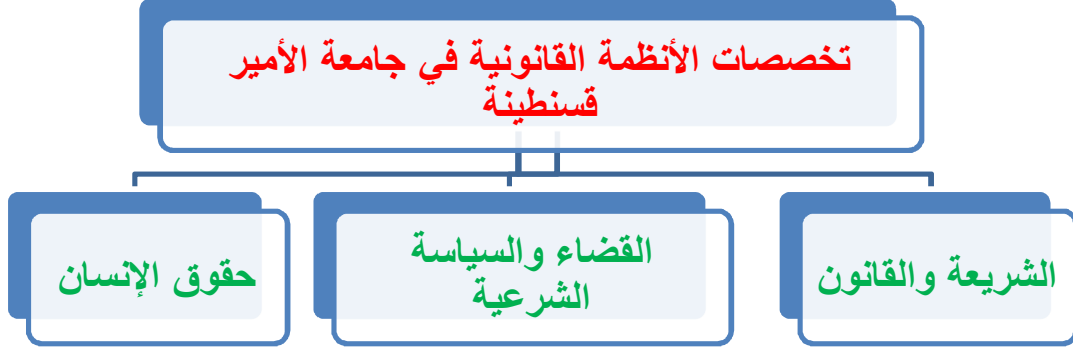 تخصصات الأنظمة القانونية في جامعة الأمير
قسنطينة
الشريعة والقانون
القضاء والسياسة
الشرعية
حقوق الإنسان